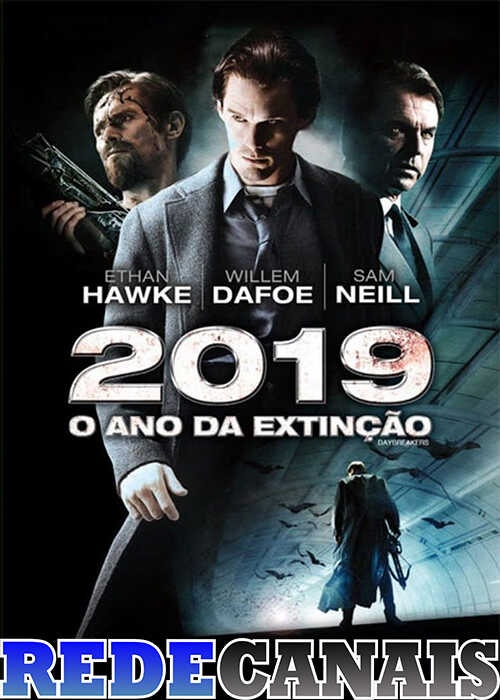 ETHAN WILLEM SAM
HAWKE DAFOE NEILL
2019
O ANO DA EXTINÇÃO
DAYBREAKERS
REDECANAIS